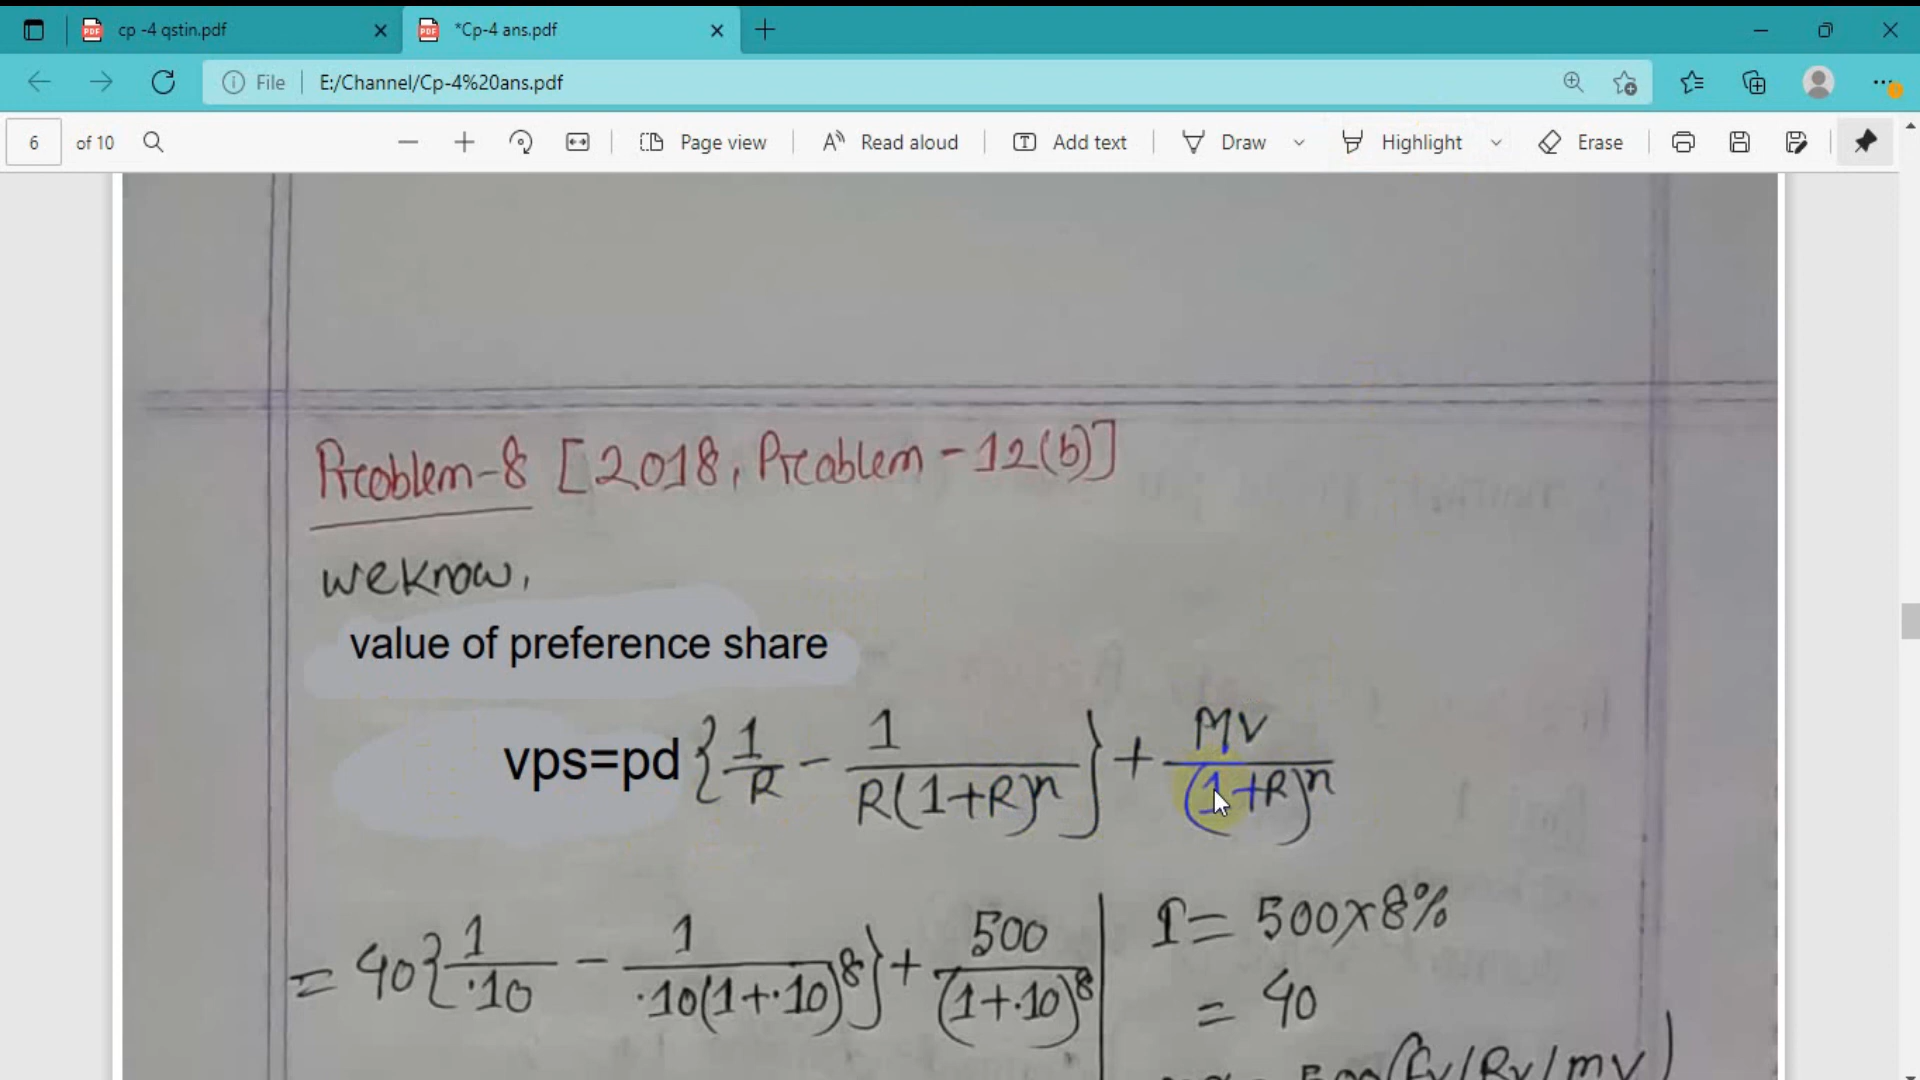 cp -4 qstin.pdf
*Cp-4 ans.pdf
File
E:/Channel/Cp-4%20ans.pdf
6 of 10
Page view
Read aloud
Add text
Draw
Highlight
Erase
Problem-8 [2018, Problem-12(b)]
we know,
value of preference share
vps=pd {1/R - 1/R(1+R)^n} + MV/(1+R)^n
= 40{1/.10 - 1/.10(1+.10)^8} + 500/(1+.10)^8
I = 500×8%
= 40
(FV/RV/MV)